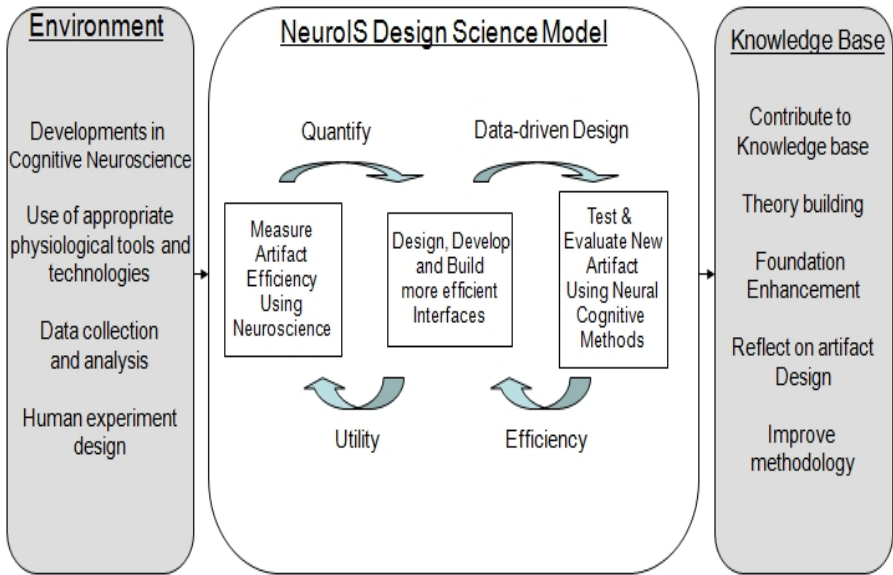 Environment
Developments in
Cognitive Neuroscience
Use of appropriate
physiological tools and
technologies
Data collection
and analysis
Human experiment
design
NeuroIS Design Science Model
Quantify
Data-driven Design
Measure
Artifact
Efficiency
Using
Neuroscience
Design, Develop
and Build
more efficient
Interfaces
Test &
Evaluate New
Artifact
Using Neural
Cognitive
Methods
Utility
Efficiency
Knowledge Base
Contribute to
Knowledge base
Theory building
Foundation
Enhancement
Reflect on artifact
Design
Improve
methodology